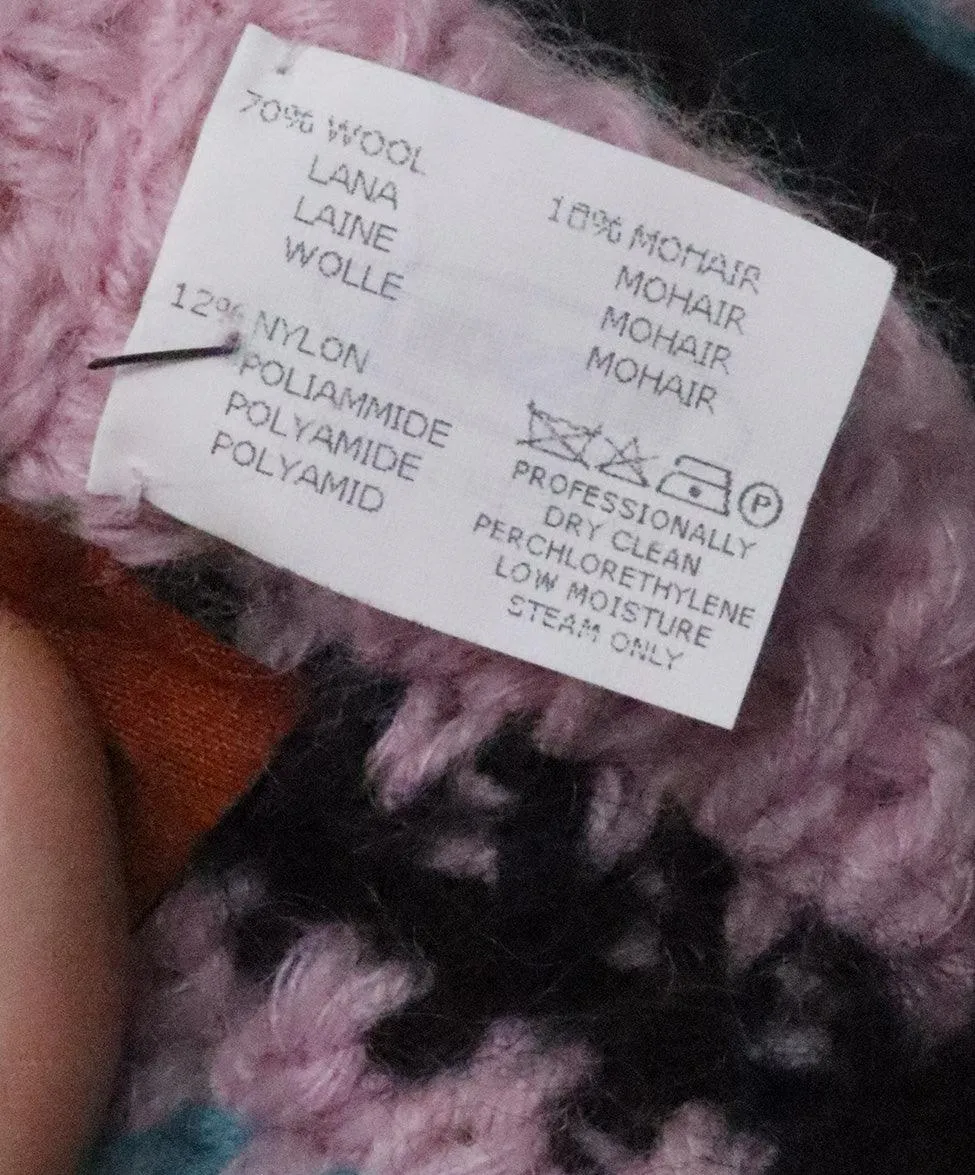 70% WOOL
LANA
LAINE
WOLLE
12% NYLON
POLIAMMIDE
POLYAMIDE
POLYAMID
18% MOHAIR
MOHAIR
MOHAIR
MOHAIR
P
PROFESSIONALLY
DRY CLEAN
PERCHLORETHYLENE
LOW MOISTURE
STEAM ONLY